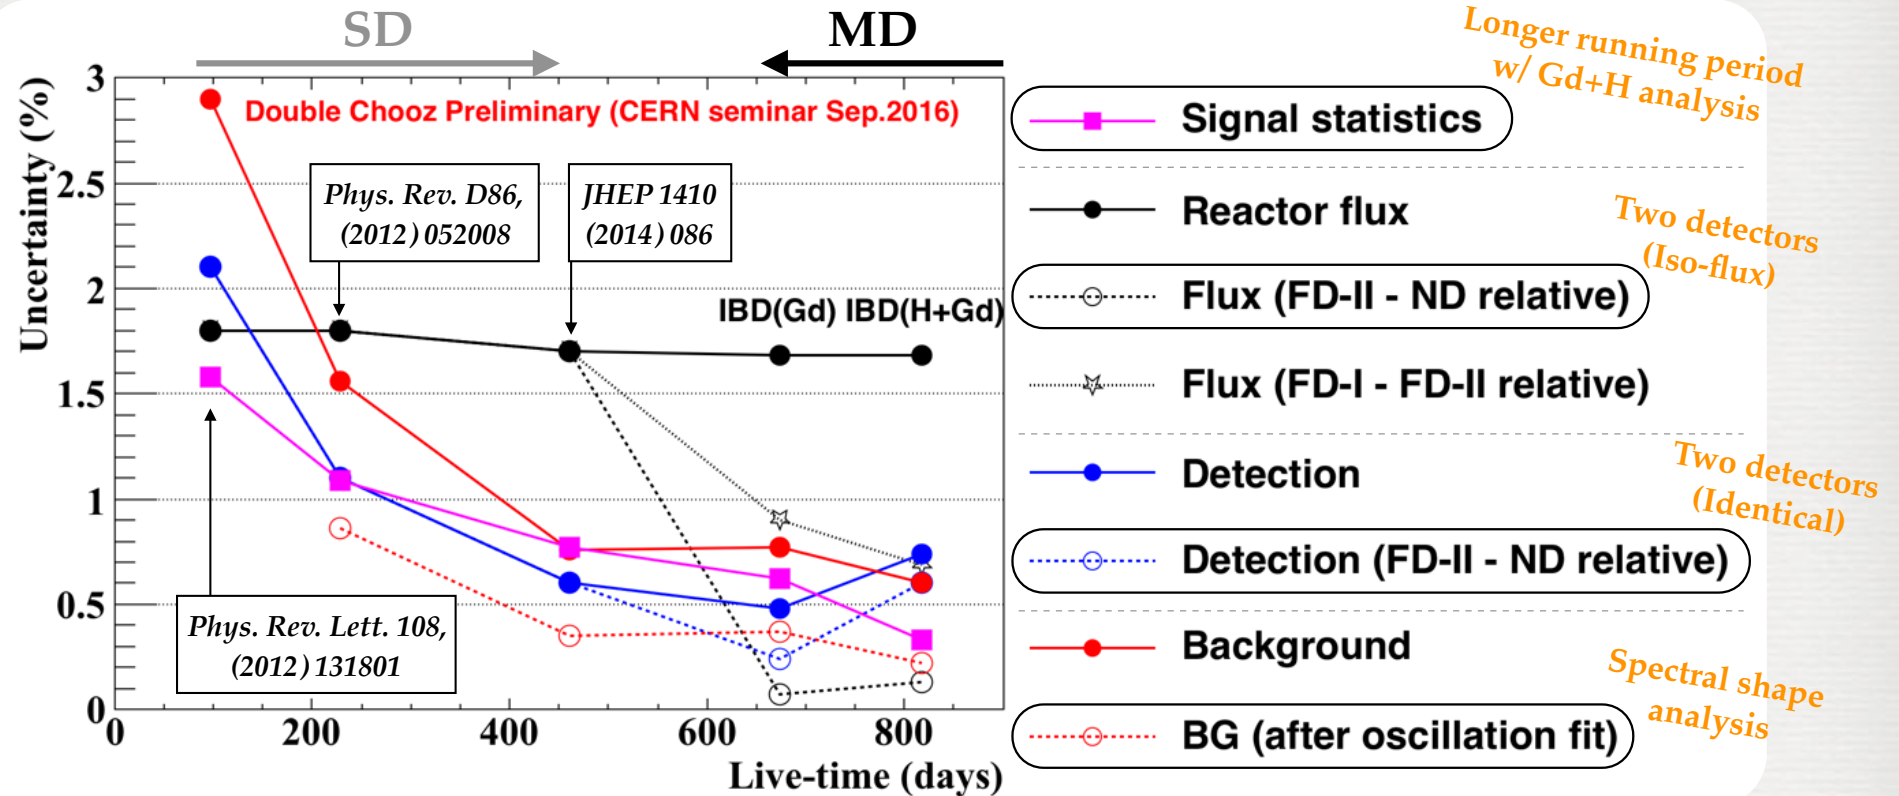 SD
MD
Longer running period
w/ Gd+H analysis
Double Chooz Preliminary (CERN seminar Sep.2016)
Uncertainty (%)
3
2.5
2
1.5
1
0.5
0
Phys. Rev. D86,
(2012) 052008
JHEP 1410
(2014) 086
IBD(Gd) IBD(H+Gd)
Phys. Rev. Lett. 108,
(2012) 131801
0 200 400 600 800
Live-time (days)
Signal statistics
Reactor flux
Two detectors
(Iso-flux)
Flux (FD-II - ND relative)
Flux (FD-I - FD-II relative)
Detection
Two detectors
(Identical)
Detection (FD-II - ND relative)
Background
Spectral shape
analysis
BG (after oscillation fit)